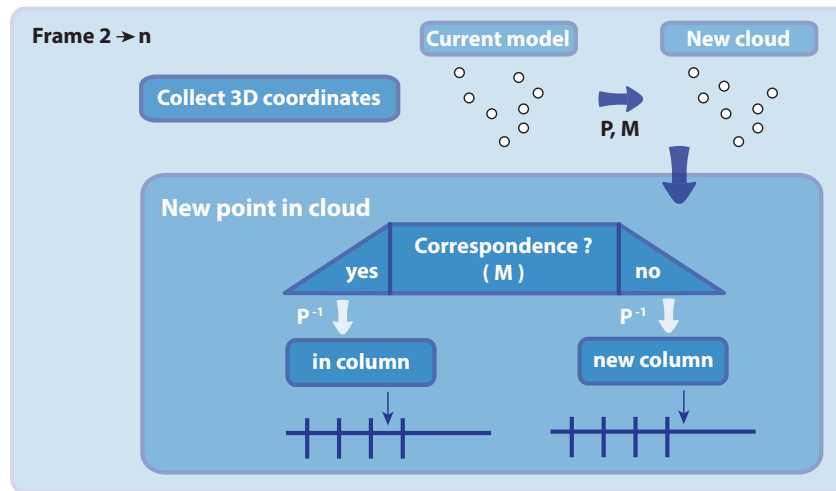 Frame 2 → n
Current model
New cloud
Collect 3D coordinates
P, M
New point in cloud
Correspondence ?
( M )
yes
no
P⁻¹
P⁻¹
in column
new column